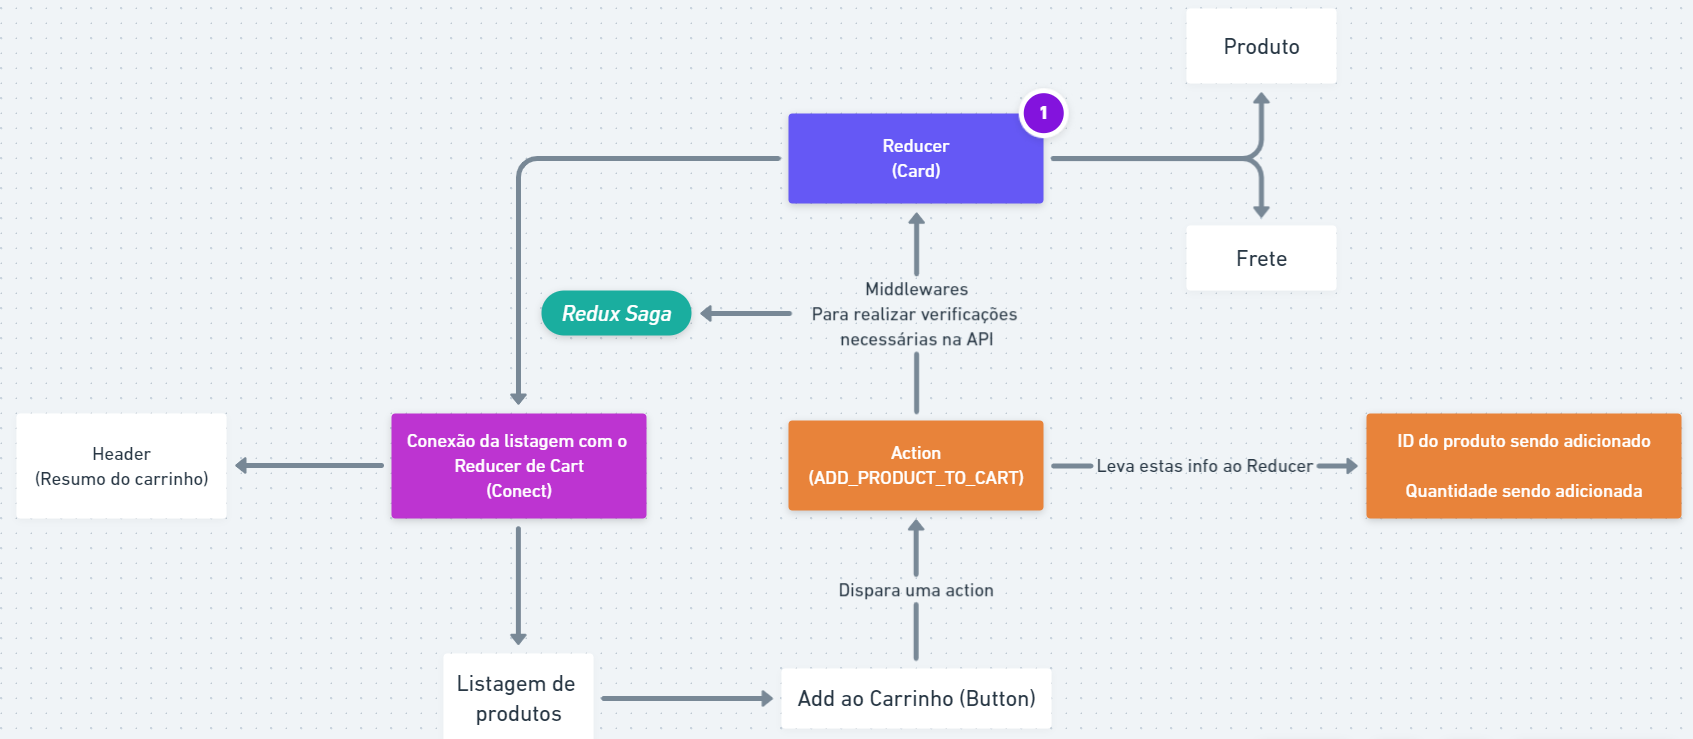 Produto
1
Reducer
(Card)
Frete
Middlewares
Para realizar verificações
necessárias na API
Redux Saga
Header
(Resumo do carrinho)
Conexão da listagem com o
Reducer de Cart
(Conect)
Action
(ADD_PRODUCT_TO_CART)
Leva estas info ao Reducer
ID do produto sendo adicionado
Quantidade sendo adicionada
Dispara uma action
Listagem de
produtos
Add ao Carrinho (Button)